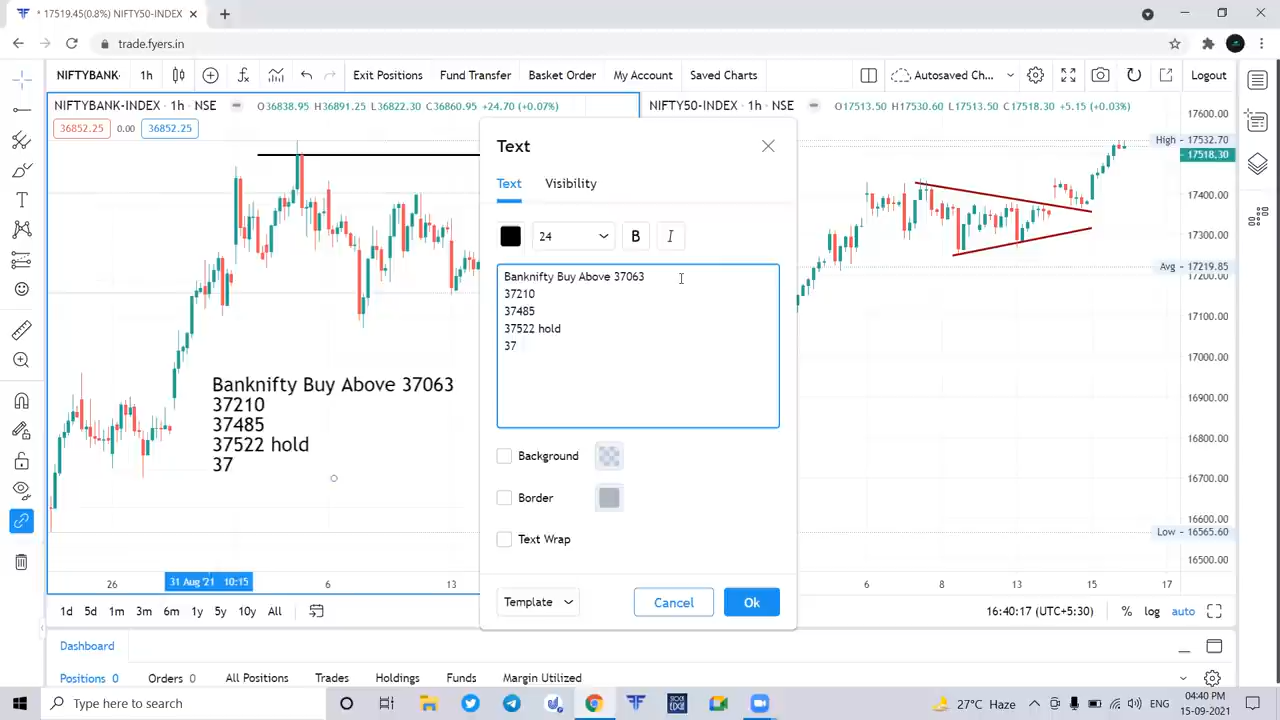 17519.45(0.8%) NIFTY50-INDEX
trade.fyers.in
NIFTYBANK- 1h Exit Positions Fund Transfer Basket Order My Account Saved Charts Autosaved Ch... Logout
NIFTYBANK-INDEX · 1h · NSE O36838.95 H36891.25 L36822.30 C36860.95 +24.70 (+0.07%)
36852.25 0.00 36852.25
NIFTY50-INDEX · 1h · NSE O17513.50 H17530.60 L17513.50 C17518.30 +5.15 (+0.03%)
17600.00
High - 17532.70
17518.30
17400.00
17300.00
Avg - 17219.85
17200.00
17100.00
17000.00
16900.00
16800.00
16700.00
16600.00
Low - 16565.60
16500.00
Text
Text Visibility
24 B I
Banknifty Buy Above 37063
37210
37485
37522 hold
37
Background
Border
Text Wrap
Template Cancel Ok
Banknifty Buy Above 37063
37210
37485
37522 hold
37
26 31 Aug '21 10:15 6 13
6 8 13 15 17
1d 5d 1m 3m 6m 1y 5y 10y All
16:40:17 (UTC+5:30) % log auto
Dashboard
Positions 0 Orders 0 All Positions Trades Holdings Funds Margin Utilized
Type here to search
STOCK EDGE
27°C Haze ENG
04:40 PM
15-09-2021